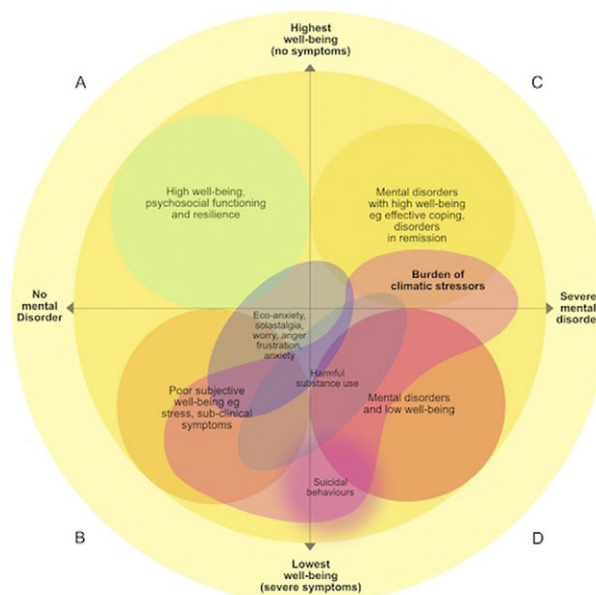 Highest
well-being
(no symptoms)
A
C
High well-being,
psychosocial functioning
and resilience
Mental disorders
with high well-being
eg effective coping,
disorders
in remission
Burden of
climatic stressors
No
mental
Disorder
Severe
mental
disorde
Eco-anxiety,
solastalgia,
worry, anger
frustration,
anxiety
Harmful
substance use
Poor subjective
well-being eg
stress, sub-clinical
symptoms
Mental disorders
and low well-being
Suicidal
behaviours
B
D
Lowest
well-being
(severe symptoms)